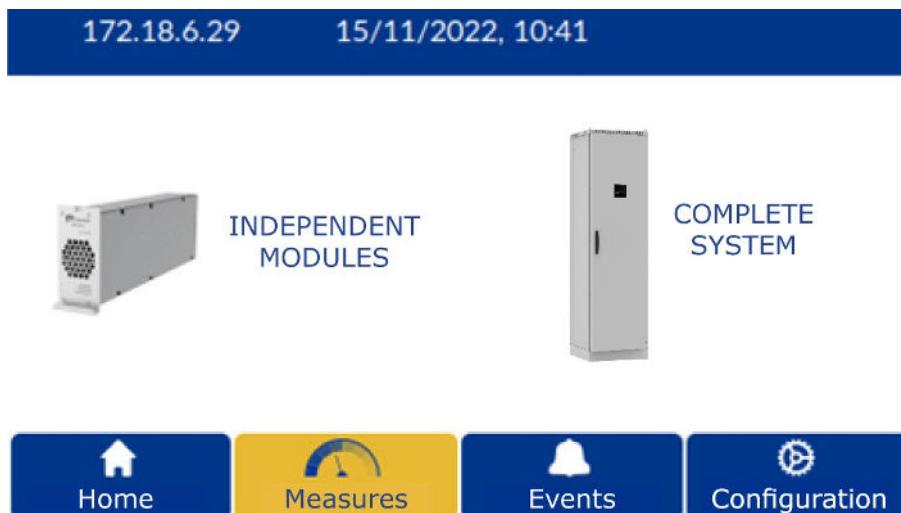 172.18.6.29 15/11/2022, 10:41
INDEPENDENT
MODULES
COMPLETE
SYSTEM
Home Measures Events Configuration